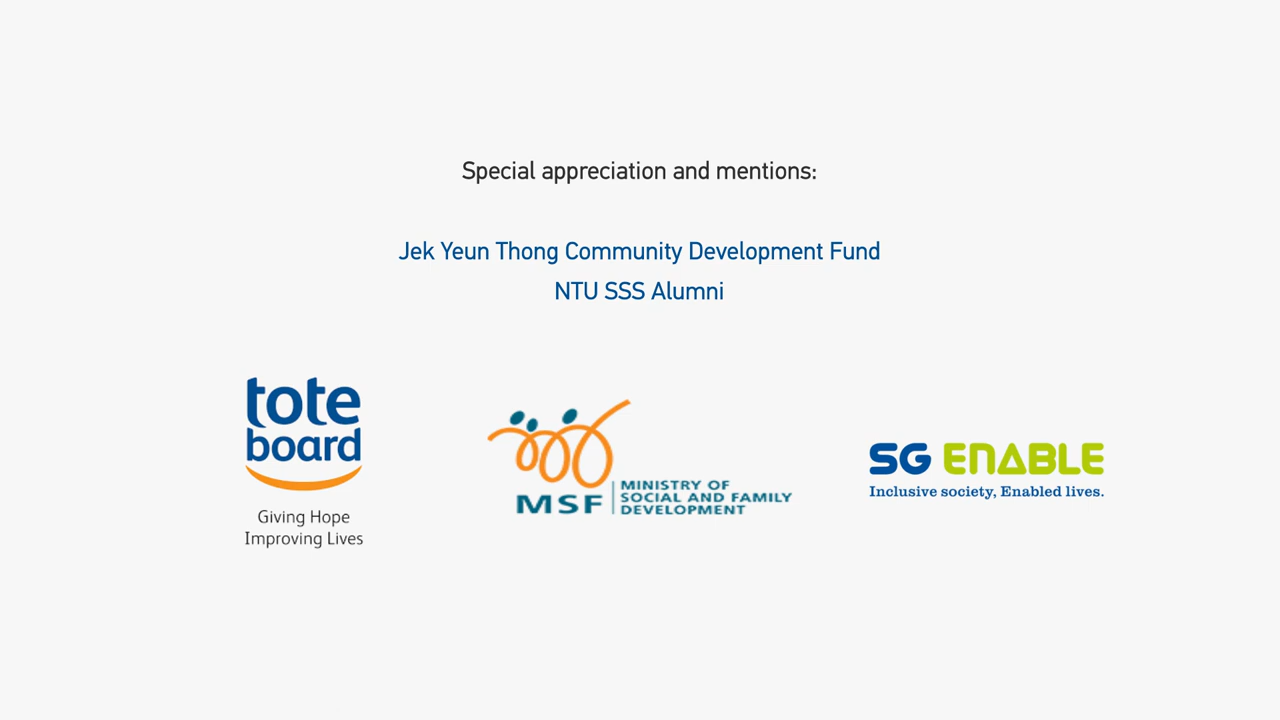 Special appreciation and mentions:
Jek Yeun Thong Community Development Fund
NTU SSS Alumni
tote
board
Giving Hope
Improving Lives
MSF
MINISTRY OF
SOCIAL AND FAMILY
DEVELOPMENT
SG ENABLE
Inclusive society, Enabled lives.